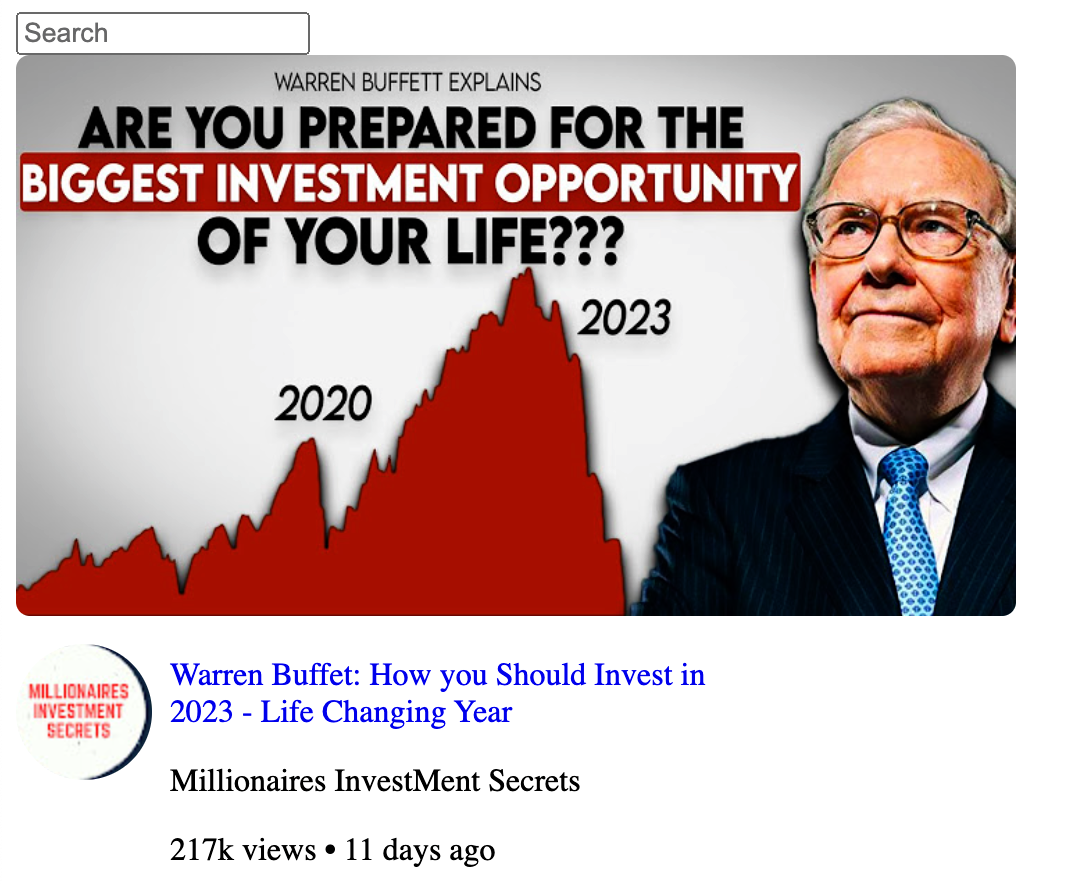 Search
WARREN BUFFETT EXPLAINS
ARE YOU PREPARED FOR THE
BIGGEST INVESTMENT OPPORTUNITY
OF YOUR LIFE???
2023
2020
MILLIONAIRES
INVESTMENT
SECRETS
Warren Buffet: How you Should Invest in
2023 - Life Changing Year
Millionaires InvestMent Secrets
217k views • 11 days ago